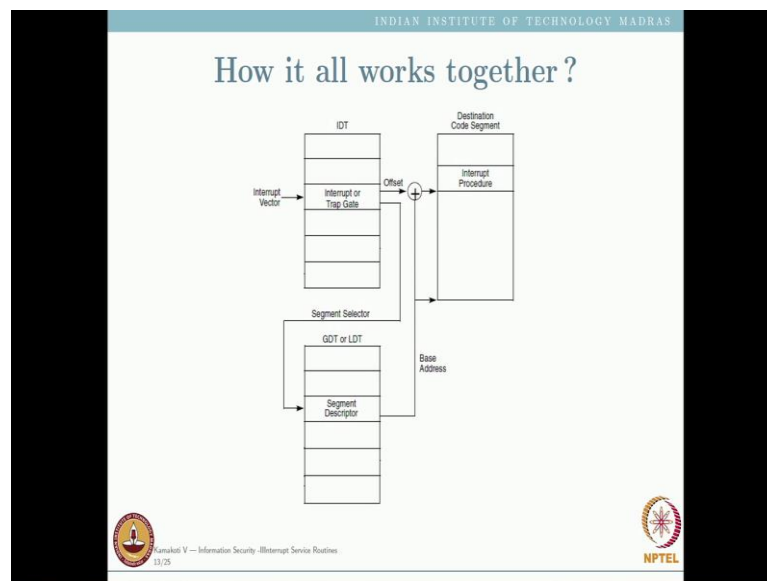 INDIAN INSTITUTE OF TECHNOLOGY MADRAS
How it all works together?
IDT
Destination
Code Segment
Interrupt
Vector
Interrupt or
Trap Gate
Offset
+
Interrupt
Procedure
Segment Selector
GDT or LDT
Base
Address
Segment
Descriptor
Kamakoti V — Information Security -IIInterrupt Service Routines
13/25
NPTEL